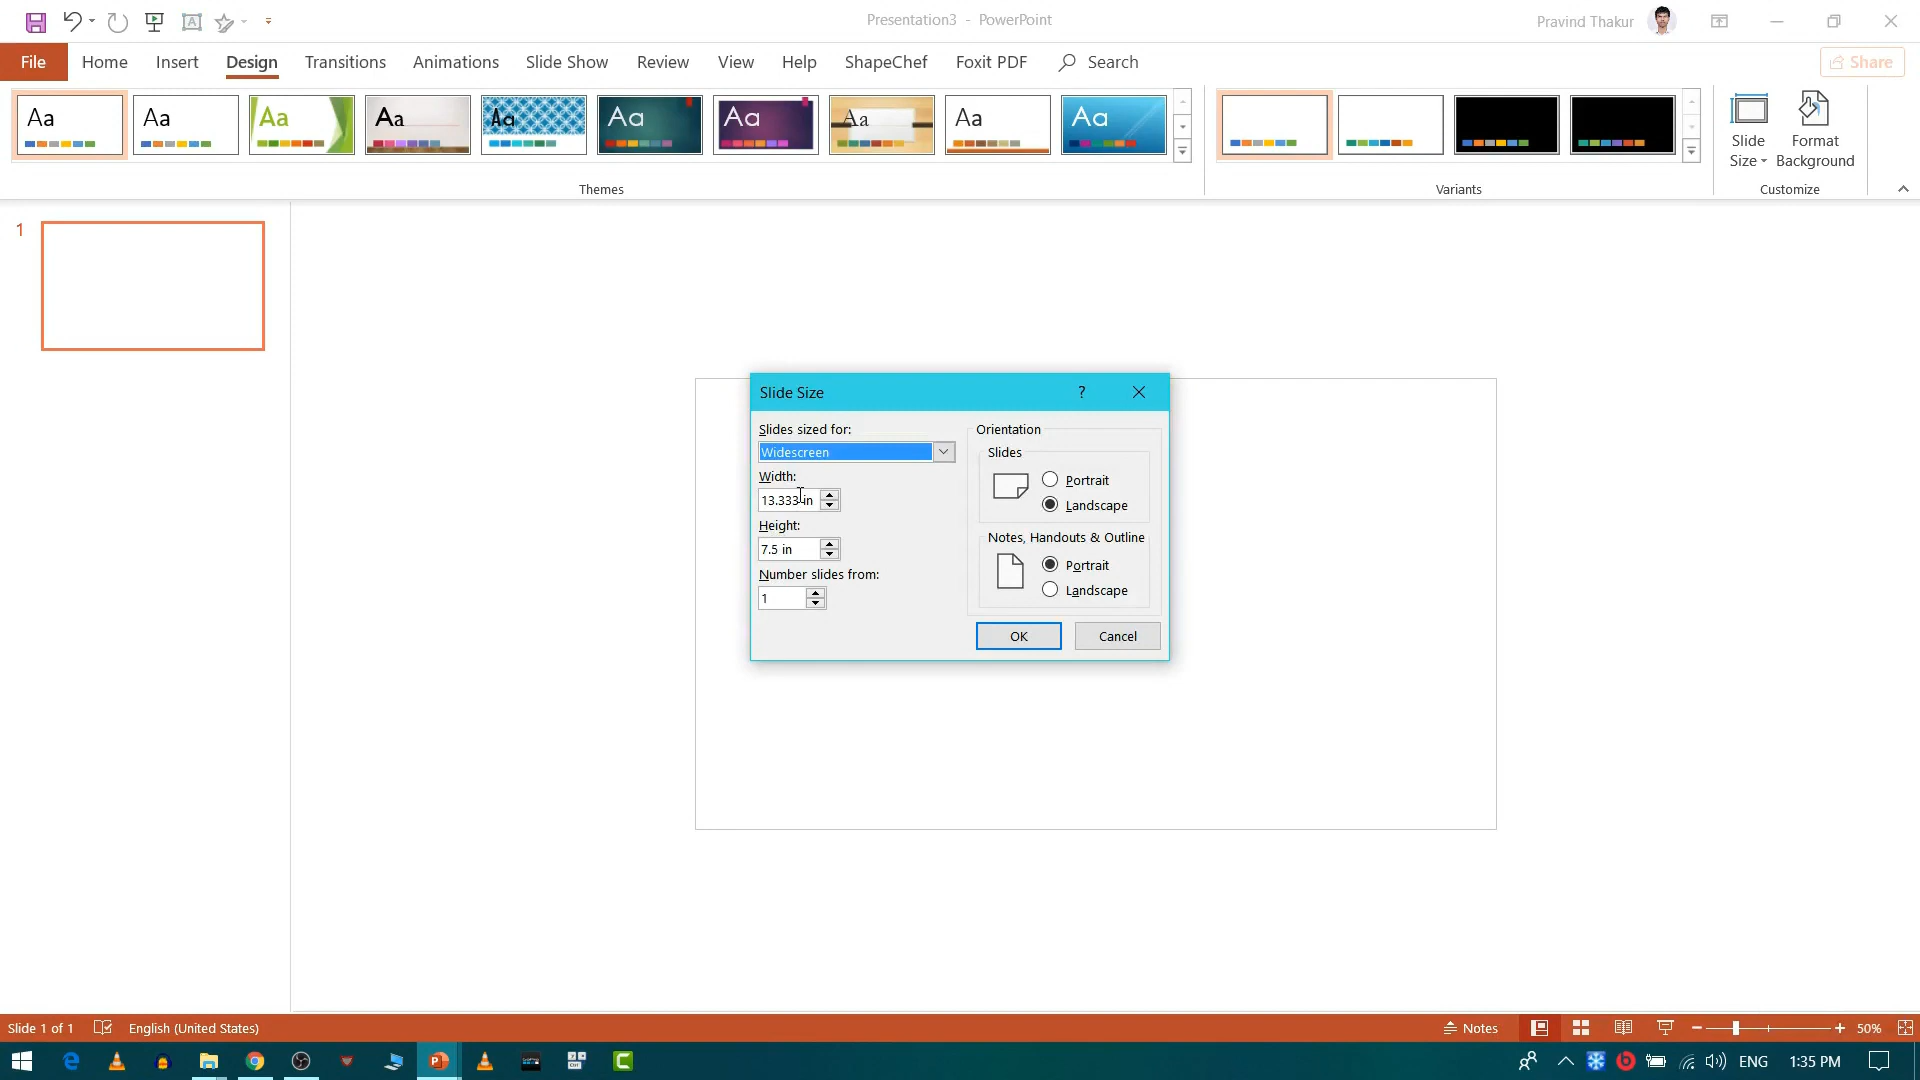 Presentation3 - PowerPoint
Pravind Thakur
File Home Insert Design Transitions Animations Slide Show Review View Help ShapeChef Foxit PDF Search Share
Aa Aa Aa Aa Aa Aa Aa Aa Aa Aa
Slide Size
Format Background
Themes
Variants
Customize
1
Slide Size
?
Slides sized for:
Widescreen
Width:
13.333 in
Height:
7.5 in
Number slides from:
1
Orientation
Slides
Portrait
Landscape
Notes, Handouts & Outline
Portrait
Landscape
OK Cancel
Slide 1 of 1 English (United States) Notes 50%
ENG 1:35 PM